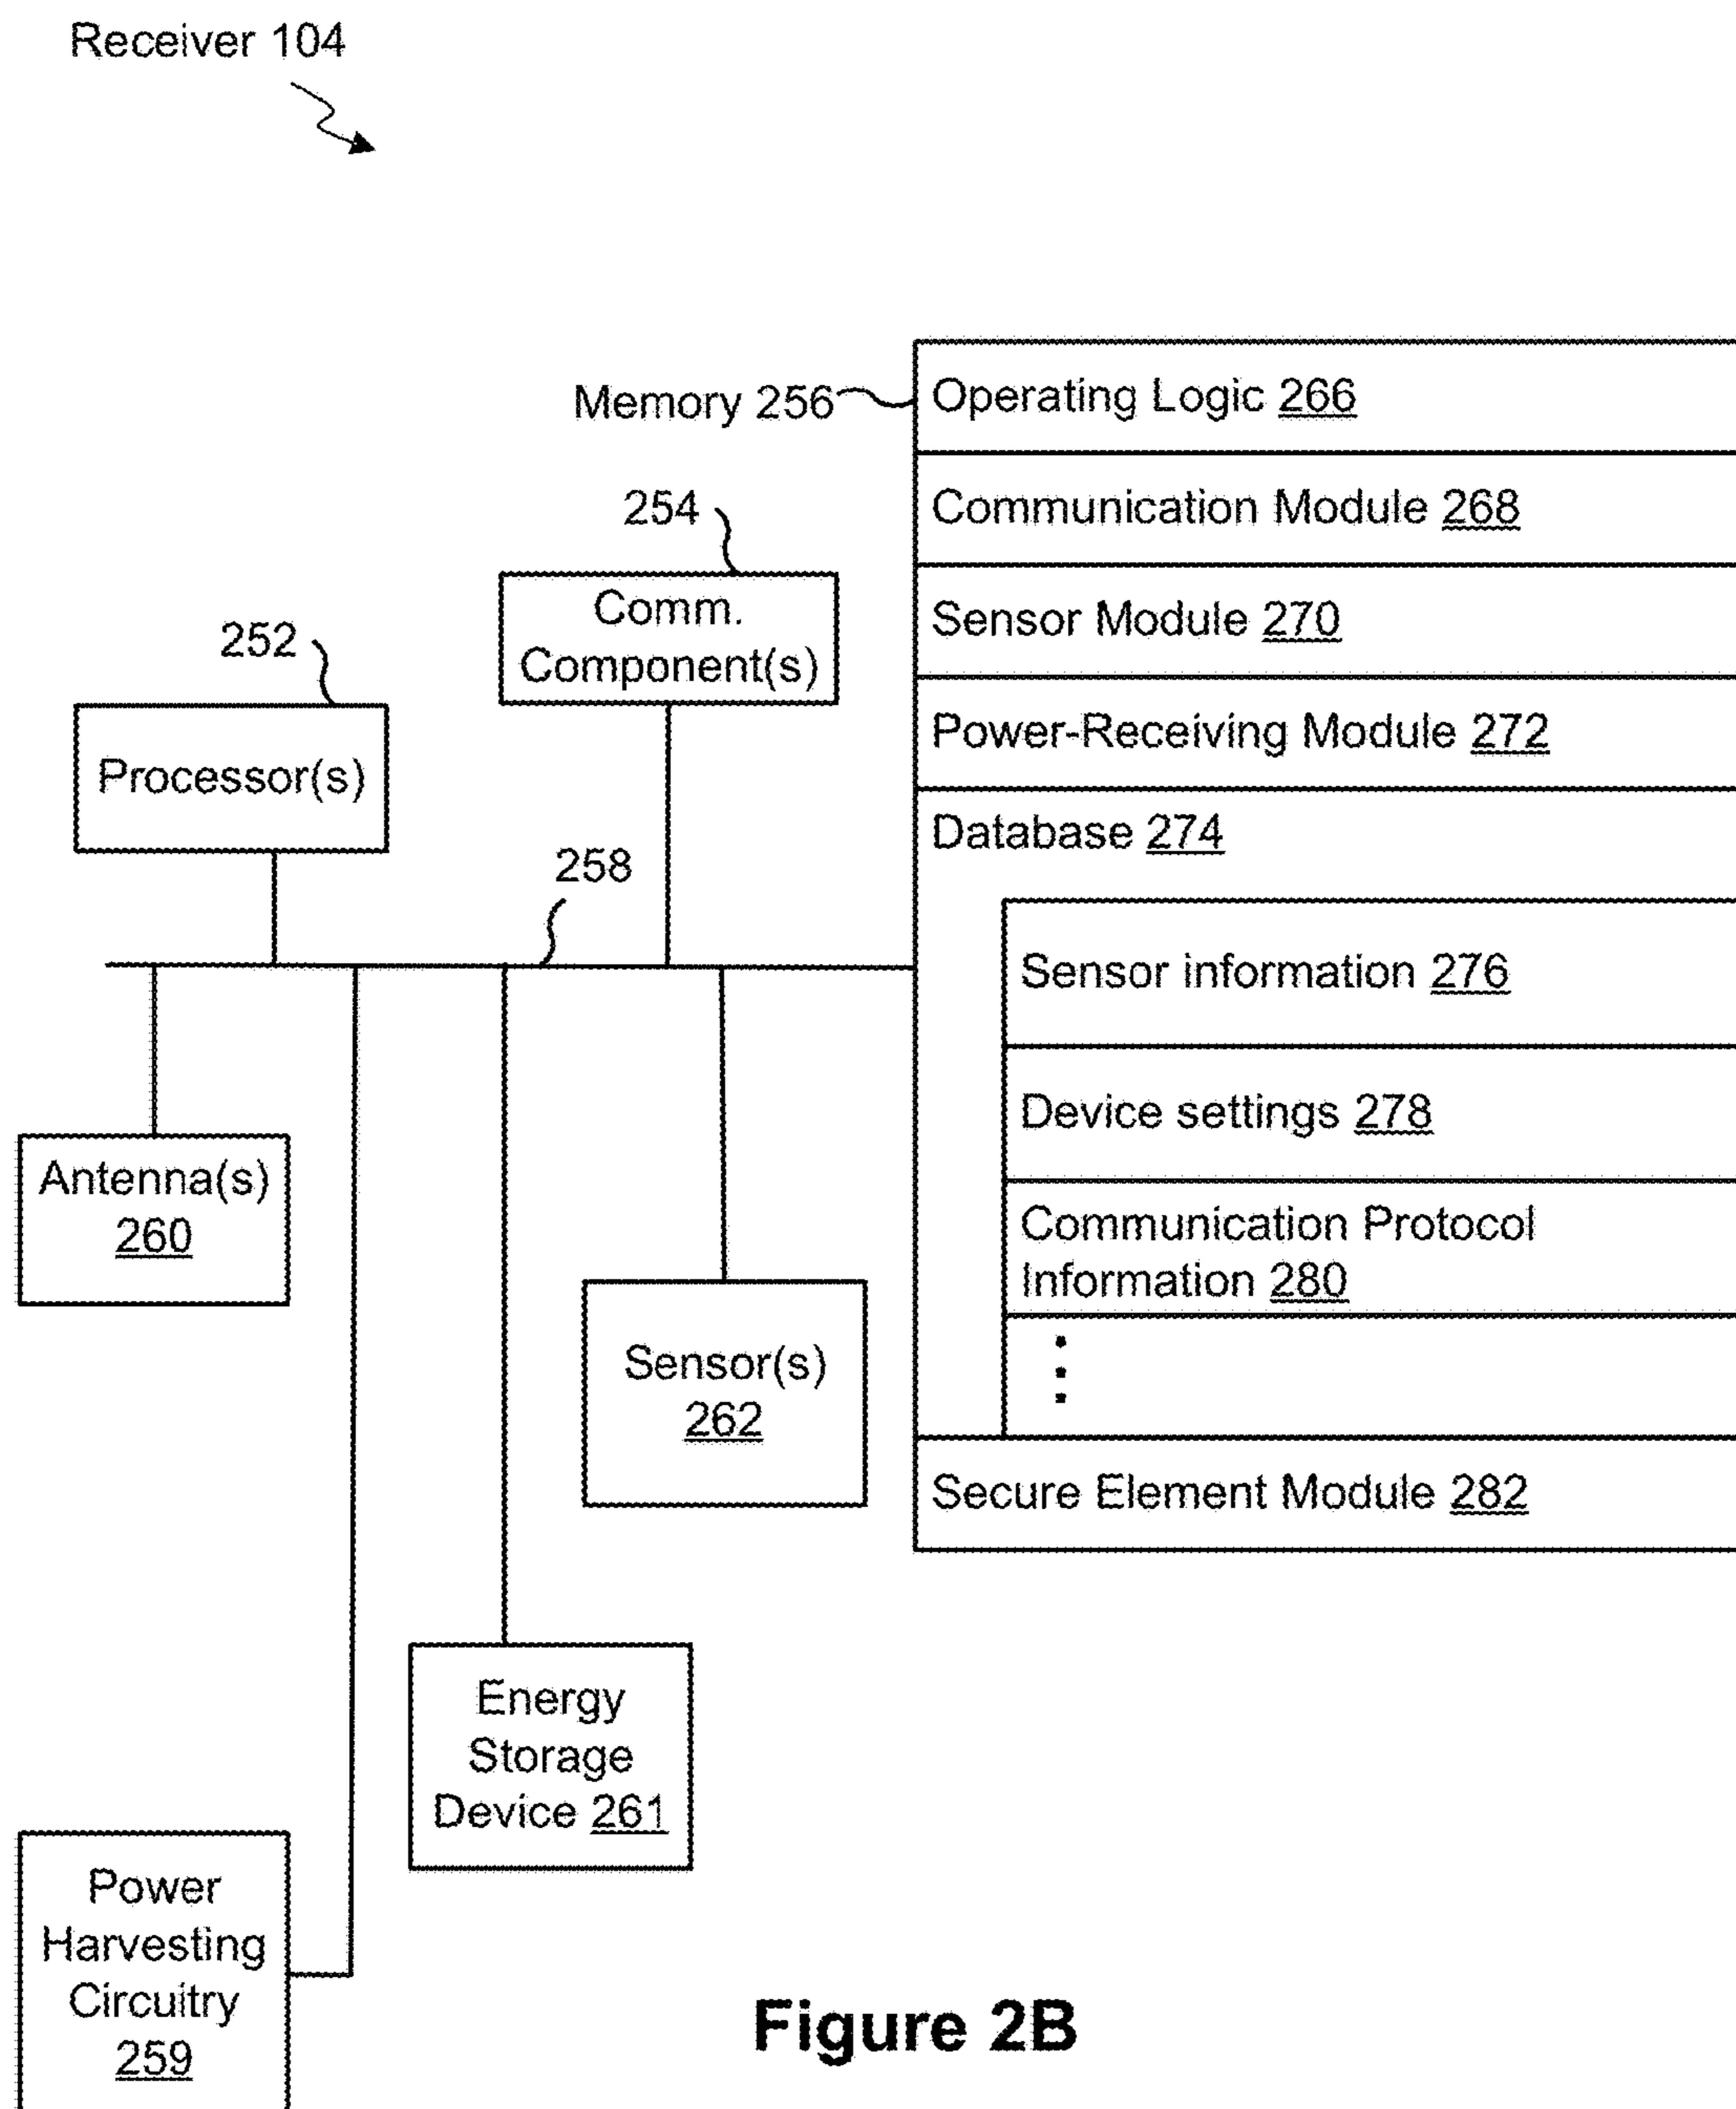 Receiver 104
Memory 256
Operating Logic 266
Communication Module 268
Sensor Module 270
Power-Receiving Module 272
Database 274
Sensor information 276
Device settings 278
Communication Protocol
Information 280
Secure Element Module 282
254
Comm.
Component(s)
252
Processor(s)
258
Antenna(s)
260
Sensor(s)
262
Energy
Storage
Device 261
Power
Harvesting
Circuitry
259
Figure 2B